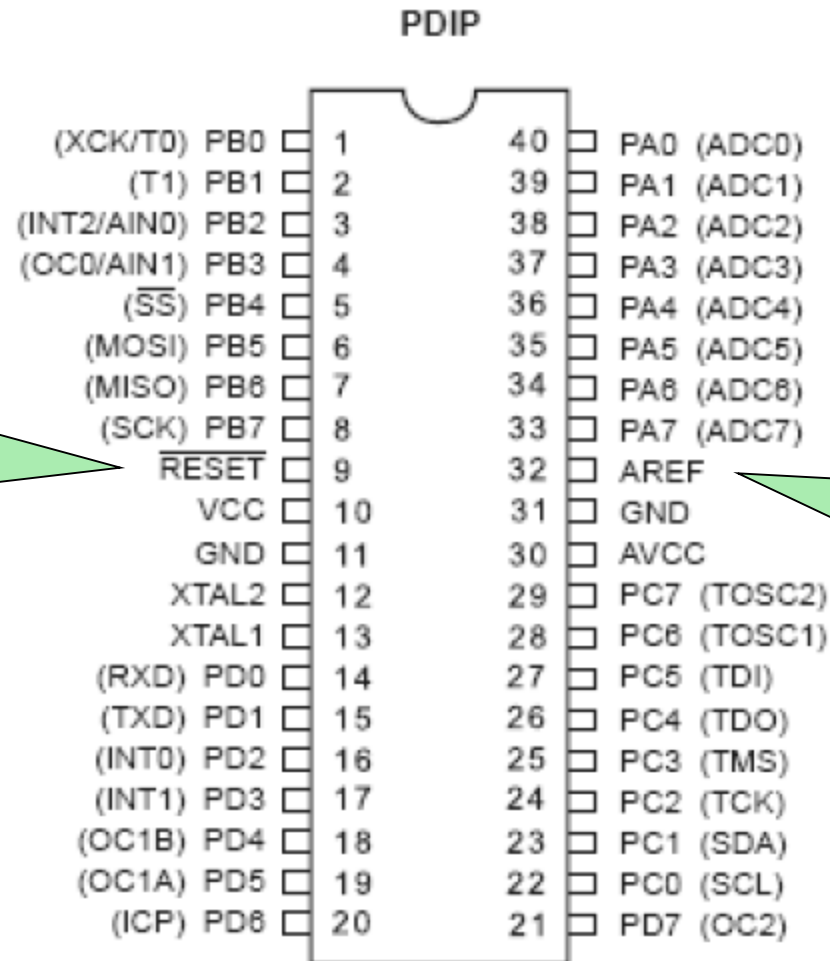 PDIP
(XCK/T0) PB0 1 40 PA0 (ADC0)
(T1) PB1 2 39 PA1 (ADC1)
(INT2/AIN0) PB2 3 38 PA2 (ADC2)
(OC0/AIN1) PB3 4 37 PA3 (ADC3)
(S̅S̅) PB4 5 36 PA4 (ADC4)
(MOSI) PB5 6 35 PA5 (ADC5)
(MISO) PB6 7 34 PA6 (ADC6)
(SCK) PB7 8 33 PA7 (ADC7)
R̅E̅S̅E̅T̅ 9 32 AREF
VCC 10 31 GND
GND 11 30 AVCC
XTAL2 12 29 PC7 (TOSC2)
XTAL1 13 28 PC6 (TOSC1)
(RXD) PD0 14 27 PC5 (TDI)
(TXD) PD1 15 26 PC4 (TDO)
(INT0) PD2 16 25 PC3 (TMS)
(INT1) PD3 17 24 PC2 (TCK)
(OC1B) PD4 18 23 PC1 (SDA)
(OC1A) PD5 19 22 PC0 (SCL)
(ICP) PD6 20 21 PD7 (OC2)